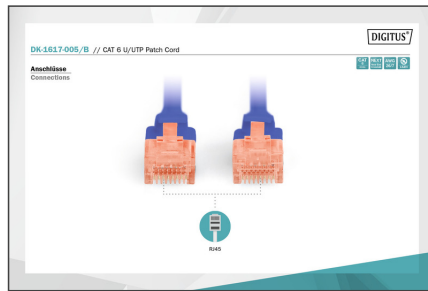 DIGITUS®
DK-1617-005/B // CAT 6 U/UTP Patch Cord
Anschlüsse
Connections
RJ45